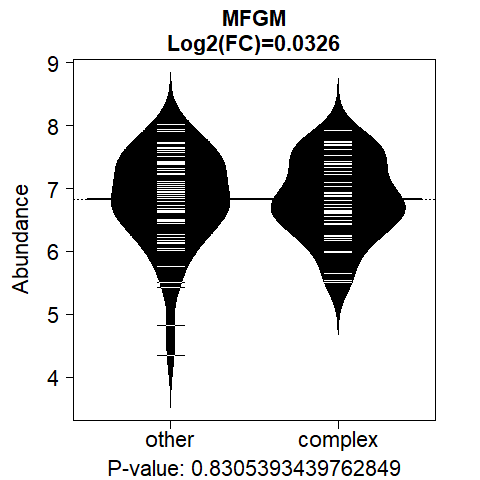 MFGM
Log2(FC)=0.0326
Abundance
9
8
7
6
5
4
other complex
P-value: 0.8305393439762849